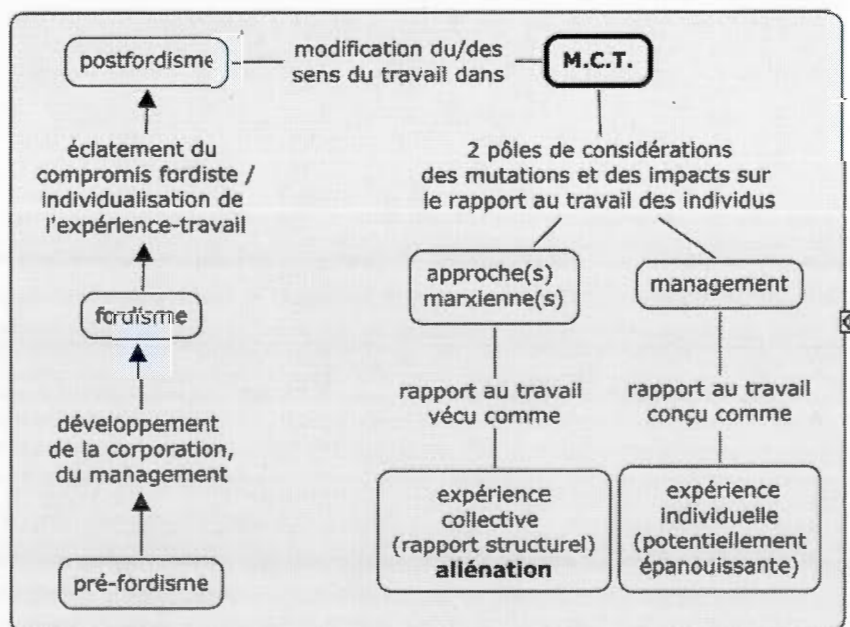 postfordisme
modification du/des
sens du travail dans
M.C.T.
éclatement du
compromis fordiste /
individualisation de
l'expérience-travail
fordisme
développement
de la corporation,
du management
pré-fordisme
2 pôles de considérations
des mutations et des impacts sur
le rapport au travail des individus
approche(s)
marxienne(s)
management
rapport au travail
vécu comme
rapport au travail
conçu comme
expérience
collective
(rapport structurel)
aliénation
expérience
individuelle
(potentiellement
épanouissante)